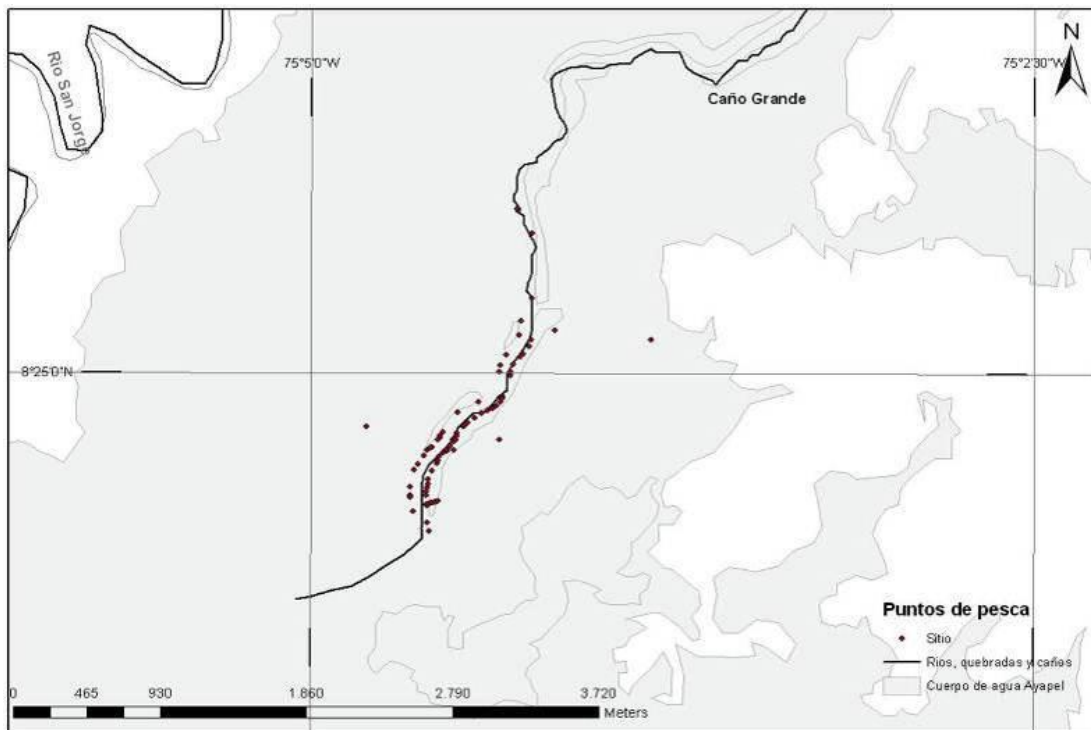 N
75°5'0"W
75°2'30"W
Rio San Jorge
Caño Grande
8°25'0"N
Puntos de pesca
Sitio
Rios, quebradas y caños
Cuerpo de agua Ayapel
0 465 930 1.860 2.790 3.720
Meters